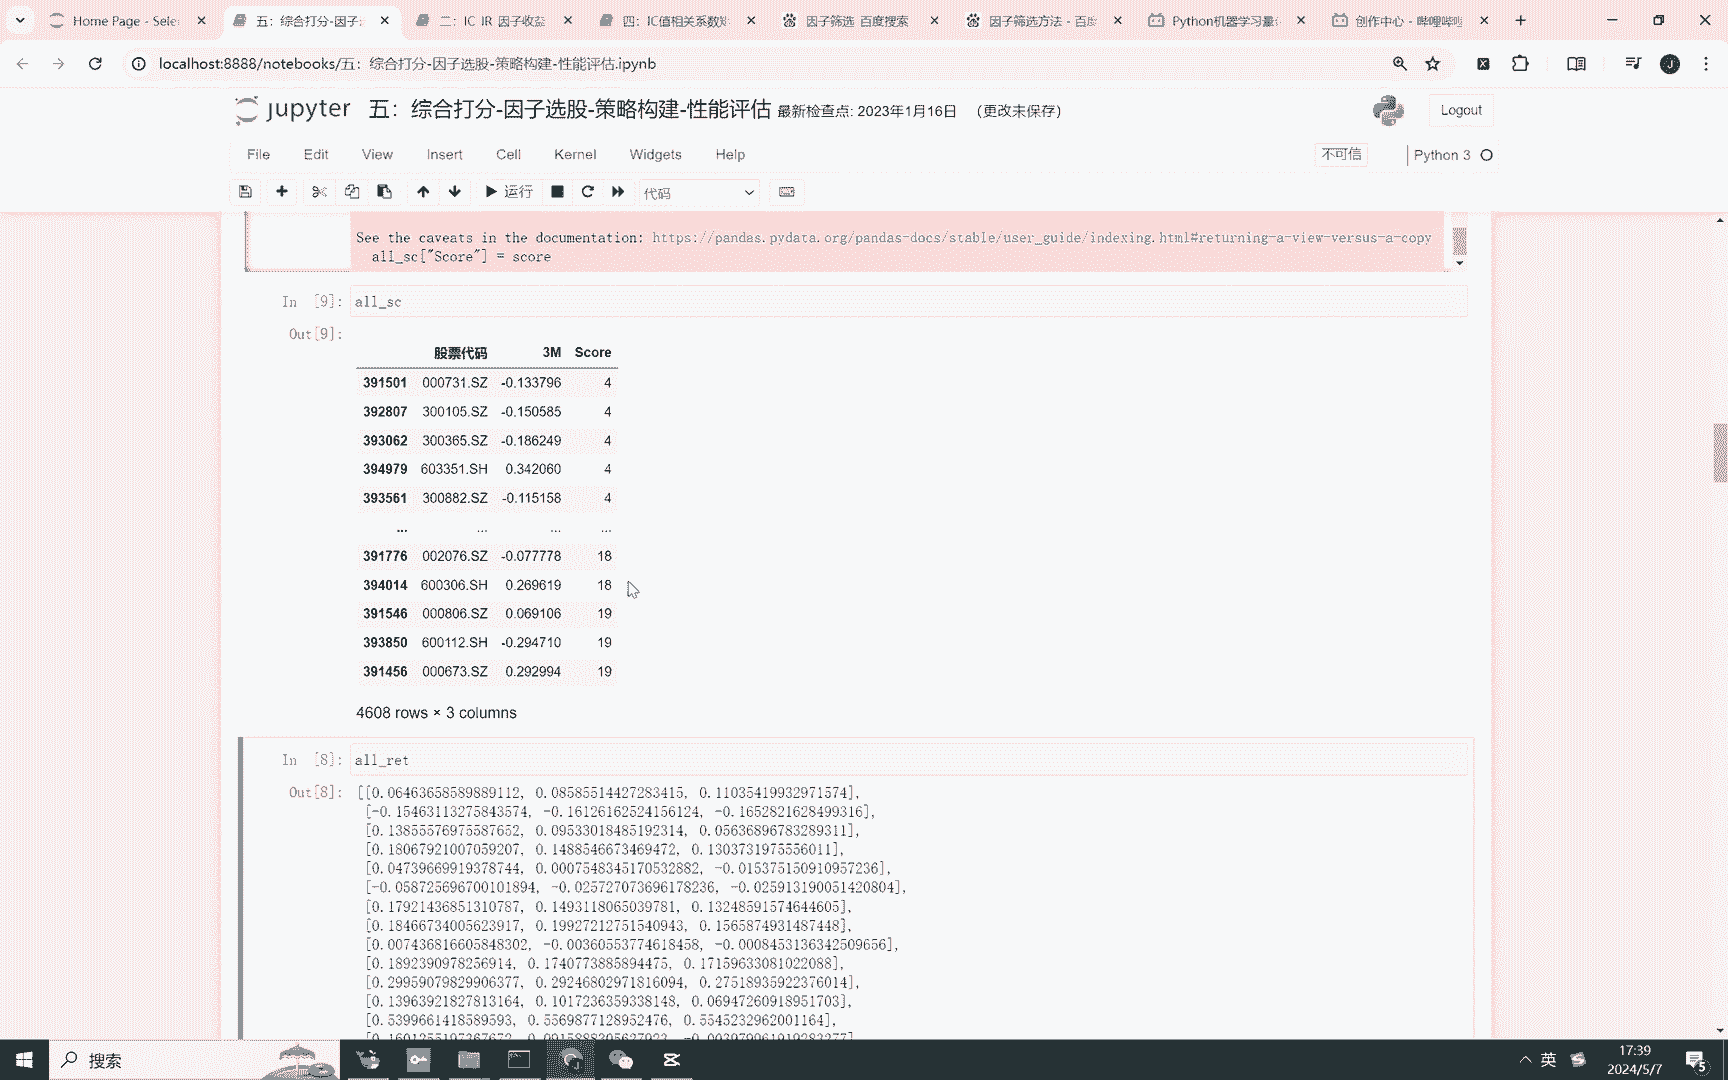 Home Page - Sele
五：综合打分-因子
二：IC IR 因子收益
四：IC值相关系数矩
因子筛选 百度搜索
因子筛选方法 - 百度
Python机器学习量化
创作中心 - 哔哩哔哩
localhost:8888/notebooks/五：综合打分-因子选股-策略构建-性能评估.ipynb
jupyter 五：综合打分-因子选股-策略构建-性能评估 最后检查点: 2023年1月16日 （更改未保存）
Logout
File Edit View Insert Cell Kernel Widgets Help
不可信
Python 3
运行
代码
See the caveats in the documentation: https://pandas.pydata.org/pandas-docs/stable/user_guide/indexing.html#returning-a-view-versus-a-copy
all_sc["Score"] = score
In [9]: all_sc
Out[9]:
股票代码 3M Score
391501 000731.SZ -0.133796 4
392807 300105.SZ -0.150585 4
393062 300365.SZ -0.186249 4
394979 603351.SH 0.342060 4
393561 300882.SZ -0.115158 4
... ... ... ...
391776 002076.SZ -0.077778 18
394014 600306.SH 0.269619 18
391546 000806.SZ 0.069106 19
393850 600112.SH -0.294710 19
391456 000673.SZ 0.292994 19
4608 rows × 3 columns
In [8]: all_ret
Out[8]: [[0.06463658589889112, 0.08585514427283415, 0.11035419932971574],
[-0.15463113275843574, -0.16126162524156124, -0.1652821628499316],
[0.13855576975587652, 0.09533018485192314, 0.05636896783289311],
[0.18067921007059207, 0.1488546673469472, 0.1303731975556011],
[0.04739669919378744, 0.0007548345170532882, -0.015375150910957236],
[-0.058725696700101894, -0.025727073696178236, -0.025913190051420804],
[0.17921436851310787, 0.1493118065039781, 0.13248591574644605],
[0.18466734005623917, 0.19927212751540943, 0.1565874931487448],
[0.007436816605848302, -0.00360553774618458, -0.0008453136342509656],
[0.1892390978256914, 0.1740773885894475, 0.17159633081022088],
[0.29959079829906377, 0.29246802971816094, 0.27518935922376014],
[0.13963921827813164, 0.1017236359338148, 0.06947260918951703],
[0.5399661418589593, 0.5569877128952476, 0.5545232962001164],
搜索
英
17:39
2024/5/7
5